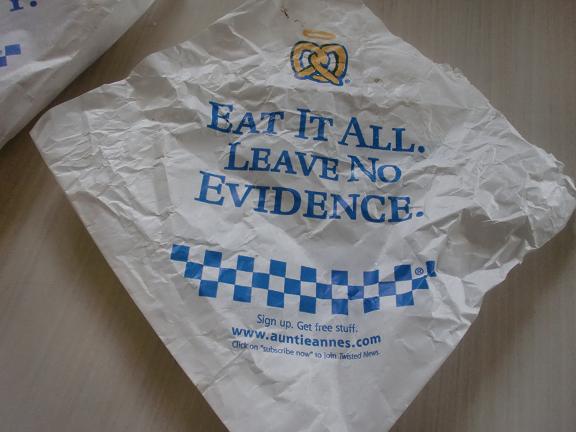 Y.
EAT IT ALL.
LEAVE NO
EVIDENCE.
®
Sign up. Get free stuff.
www.auntieannes.com
Click on "subscribe now" to join Twisted News.